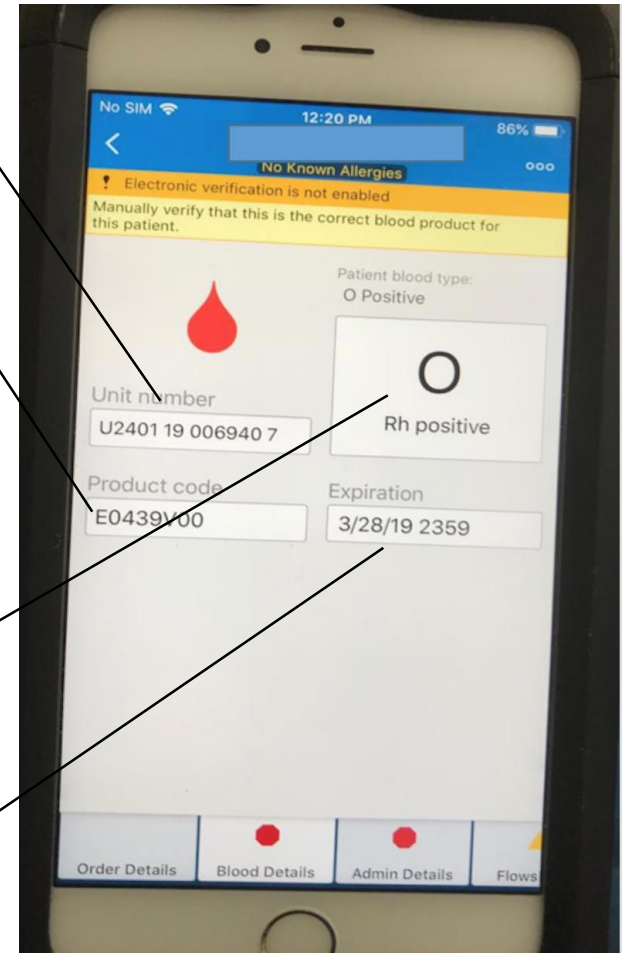 No SIM
12:20 PM
86%
No Known Allergies
ooo
! Electronic verification is not enabled
Manually verify that this is the correct blood product for
this patient.
Patient blood type:
O Positive
O
Rh positive
Unit number
U2401 19 006940 7
Product code
E0439V00
Expiration
3/28/19 2359
Order Details
Blood Details
Admin Details
Flows